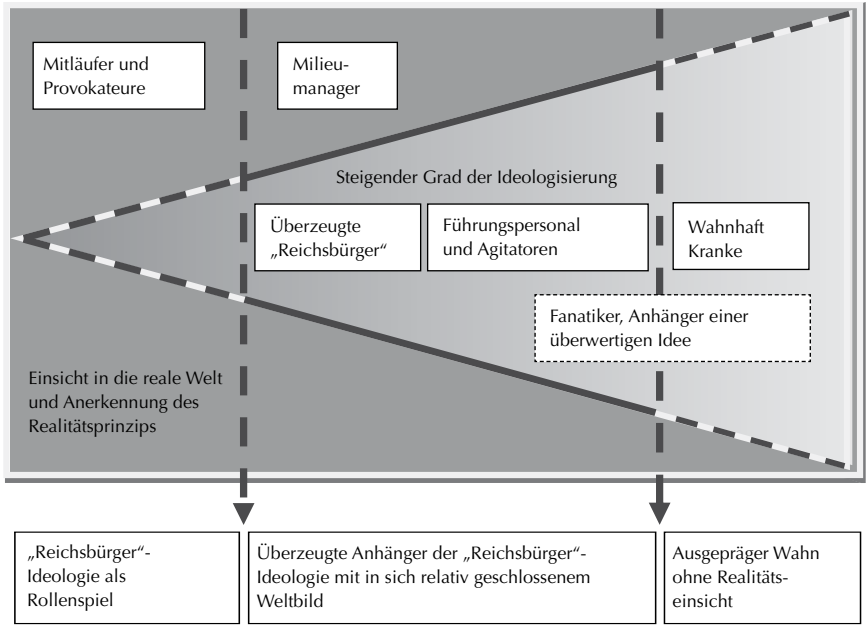 Mitläufer und
Provokateure
Milieu-
manager
Steigender Grad der Ideologisierung
Überzeugte
„Reichsbürger“
Führungspersonal
und Agitatoren
Wahnhaft
Kranke
Fanatiker, Anhänger einer
überwertigen Idee
Einsicht in die reale Welt
und Anerkennung des
Realitätsprinzips
„Reichsbürger“-
Ideologie als
Rollenspiel
Überzeugte Anhänger der „Reichsbürger“-
Ideologie mit in sich relativ geschlossenem
Weltbild
Ausgepräger Wahn
ohne Realitäts-
einsicht